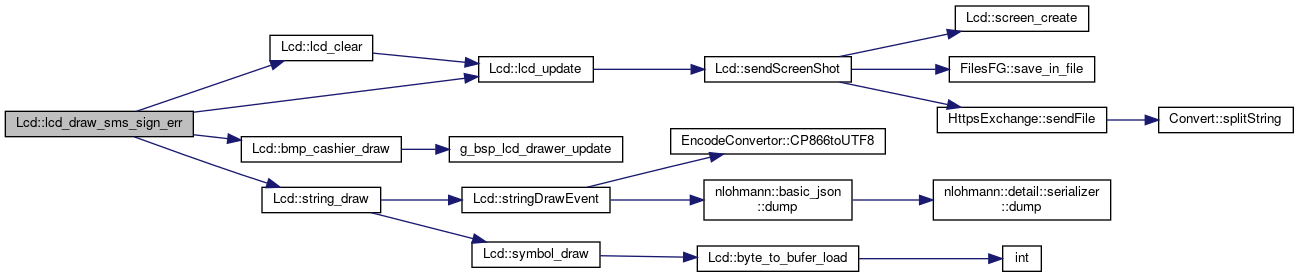 Lcd::lcd_draw_sms_sign_err
Lcd::lcd_clear
Lcd::lcd_update
Lcd::sendScreenShot
Lcd::screen_create
FilesFG::save_in_file
HttpsExchange::sendFile
Convert::splitString
Lcd::bmp_cashier_draw
g_bsp_lcd_drawer_update
Lcd::string_draw
Lcd::stringDrawEvent
EncodeConvertor::CP866toUTF8
nlohmann::basic_json
::dump
nlohmann::detail::serializer
::dump
Lcd::symbol_draw
Lcd::byte_to_bufer_load
int